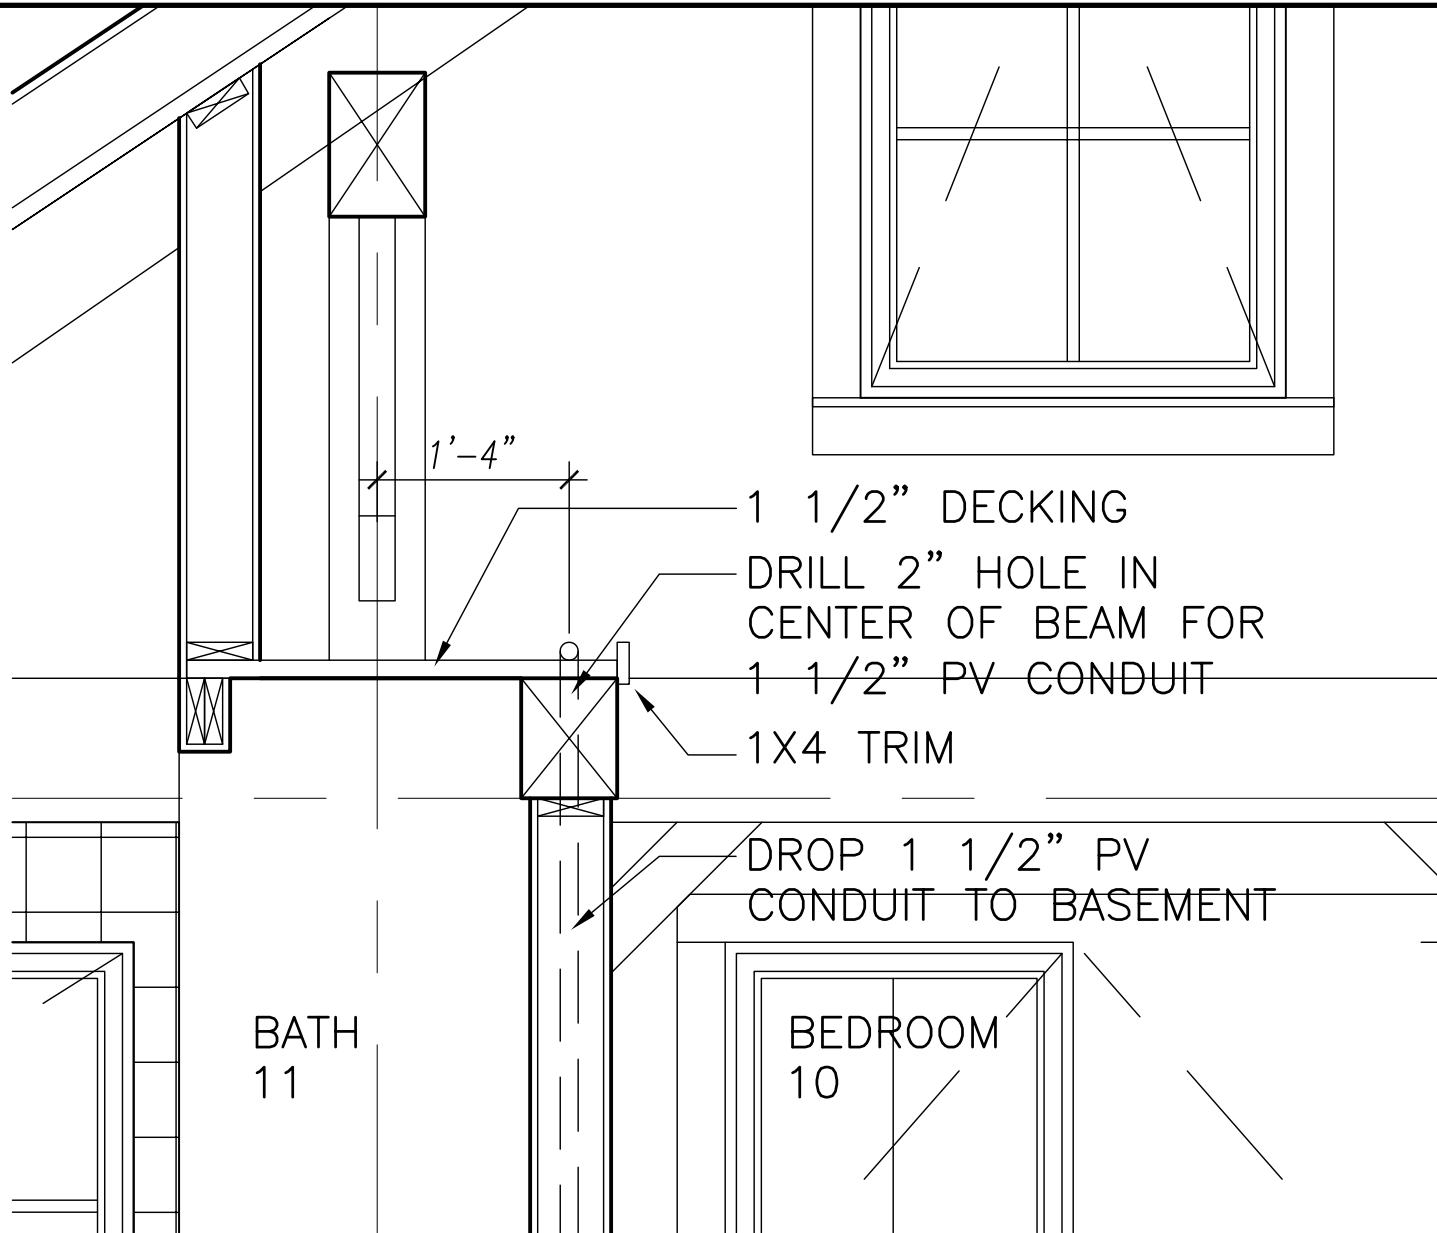 1'-4"
1 1/2" DECKING
DRILL 2" HOLE IN
CENTER OF BEAM FOR
1 1/2" PV CONDUIT
1X4 TRIM
DROP 1 1/2" PV
CONDUIT TO BASEMENT
BATH
11
BEDROOM
10